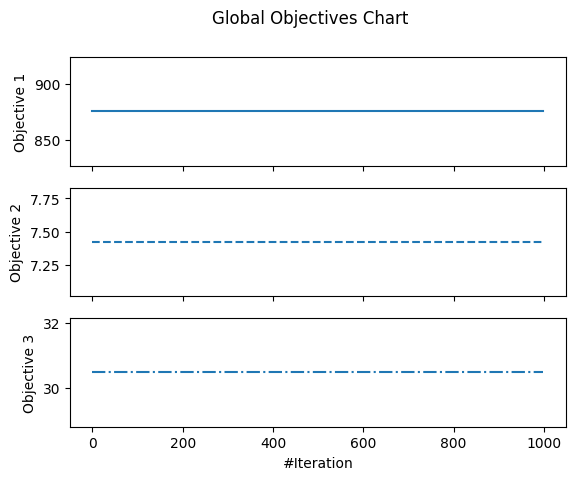 Global Objectives Chart
900
850
Objective 1
7.75
7.50
7.25
Objective 2
32
30
Objective 3
0 200 400 600 800 1000
#Iteration